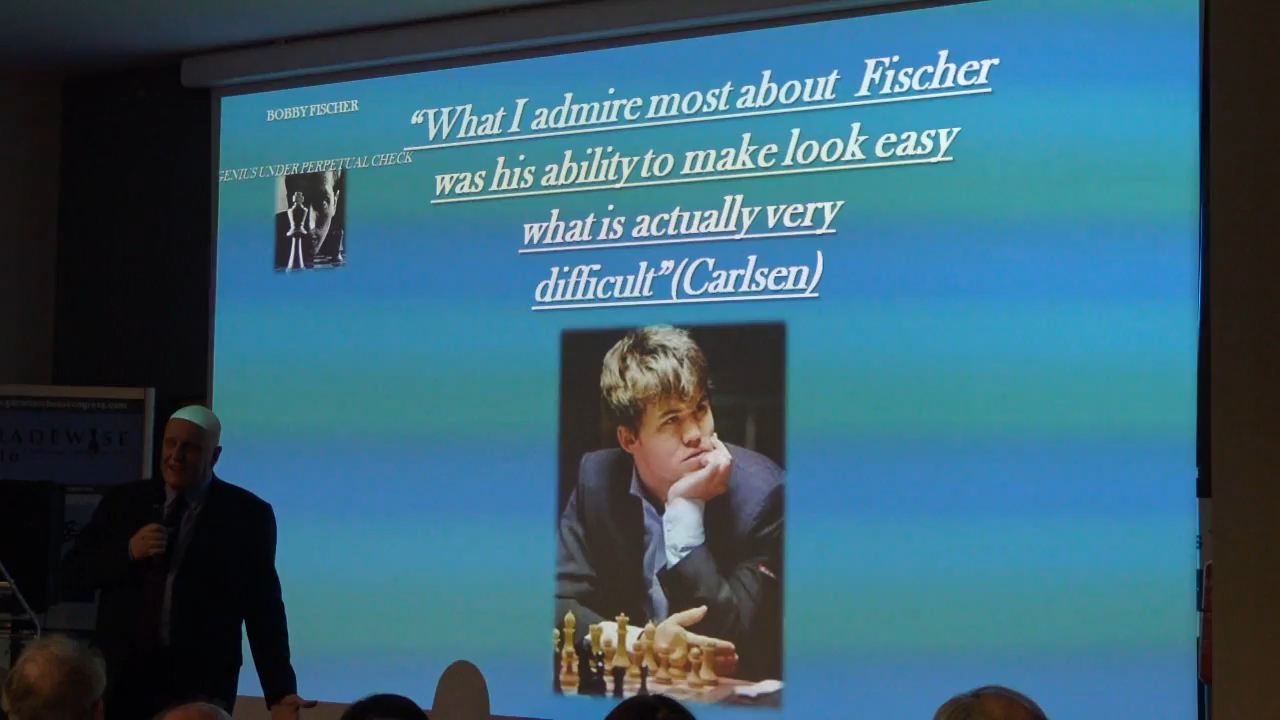 BOBBY FISCHER
GENIUS UNDER PERPETUAL CHECK
“What I admire most about Fischer
was his ability to make look easy
what is actually very
difficult”(Carlsen)